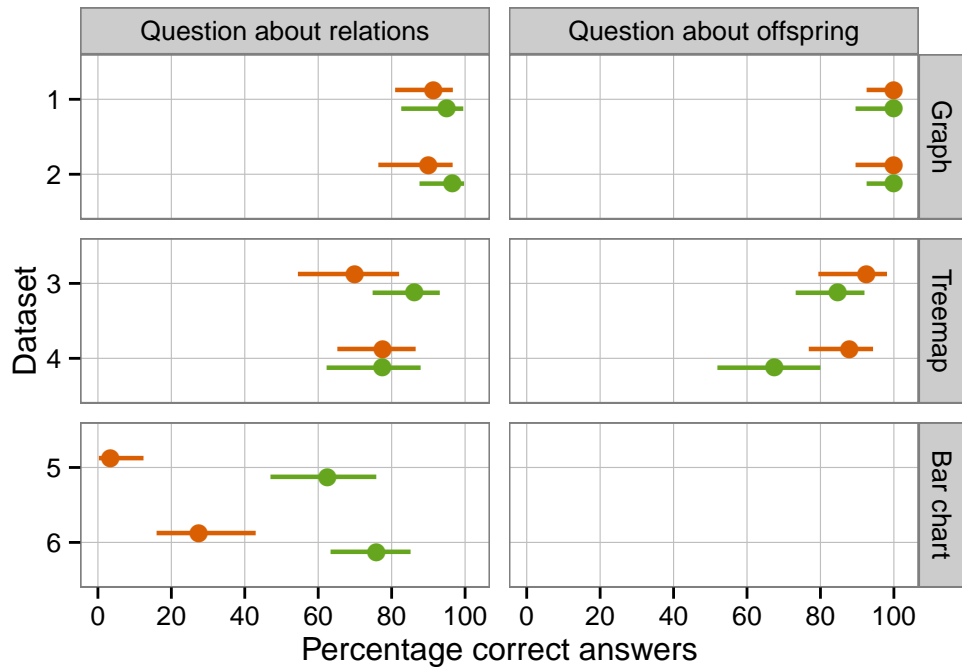 Question about relations
Question about offspring
1
2
Graph
3
4
Treemap
5
6
Bar chart
Dataset
0 20 40 60 80 100
0 20 40 60 80 100
Percentage correct answers